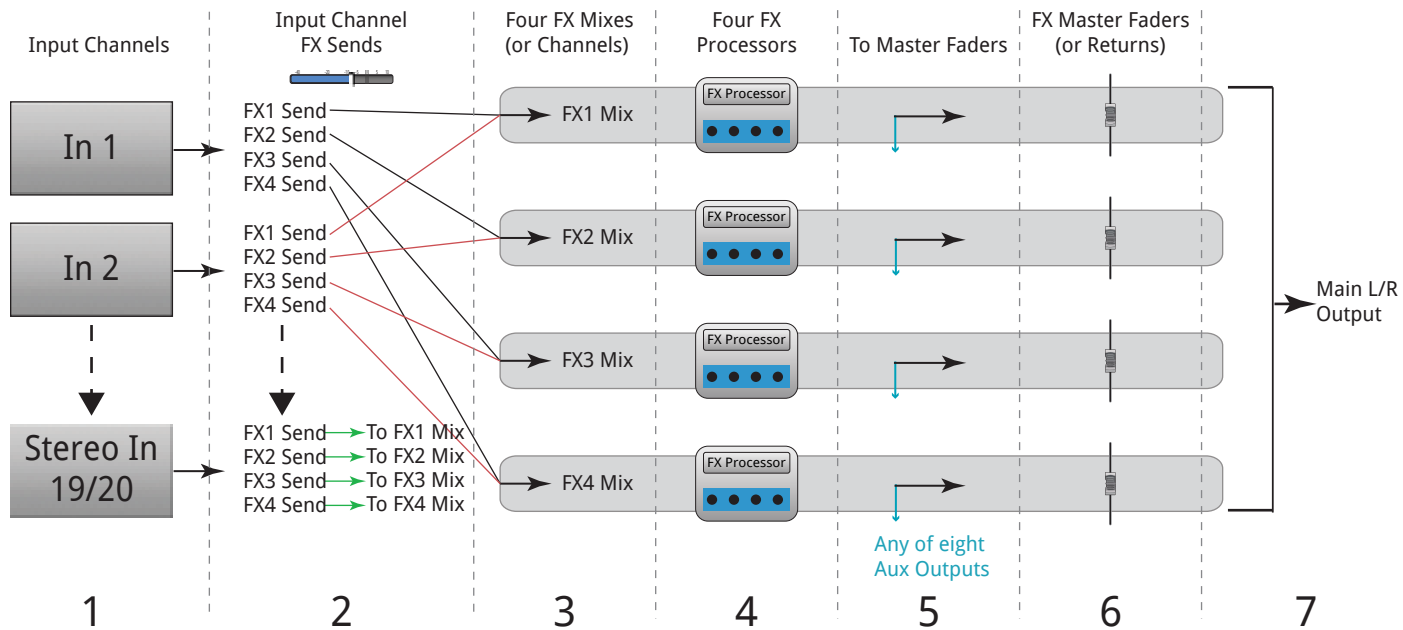 Input Channels
Input Channel
FX Sends
Four FX Mixes
(or Channels)
Four FX
Processors
To Master Faders
FX Master Faders
(or Returns)
In 1
FX1 Send
FX2 Send
FX3 Send
FX4 Send
FX1 Mix
FX Processor
In 2
FX1 Send
FX2 Send
FX3 Send
FX4 Send
FX2 Mix
FX Processor
FX3 Mix
FX Processor
Main L/R
Output
Stereo In
19/20
FX1 Send To FX1 Mix
FX2 Send To FX2 Mix
FX3 Send To FX3 Mix
FX4 Send To FX4 Mix
FX4 Mix
FX Processor
Any of eight
Aux Outputs
1
2
3
4
5
6
7